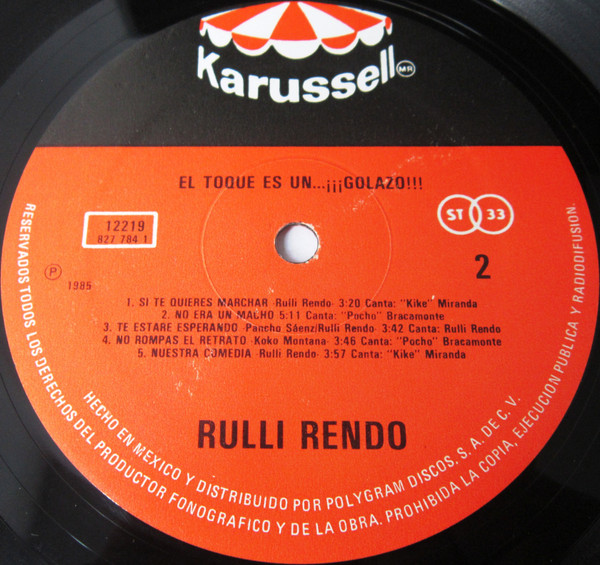 Karussell MR
EL TOQUE ES UN...¡¡¡GOLAZO!!!
12219
827 784 1
ST 33
2
Ⓟ 1985
1. SI TE QUIERES MARCHAR -Rulli Rendo- 3:20 Canta: "Kike" Miranda
2. NO ERA UN MACHO 5:11 Canta: "Pocho" Bracamonte
3. TE ESTARE ESPERANDO -Pancho Sáenz/Rulli Rendo- 3:42 Canta: Rulli Rendo
4. NO ROMPAS EL RETRATO -Koko Montana- 3:46 Canta: "Pocho" Bracamonte
5. NUESTRA COMEDIA -Rulli Rendo- 3:57 Canta: "Kike" Miranda
RULLI RENDO
HECHO EN MEXICO Y DISTRIBUIDO POR POLYGRAM DISCOS, S. A. DE C. V.
RESERVADOS TODOS LOS DERECHOS DEL PRODUCTOR FONOGRAFICO Y DE LA OBRA. PROHIBIDA LA COPIA, EJECUCION PUBLICA Y RADIODIFUSION.